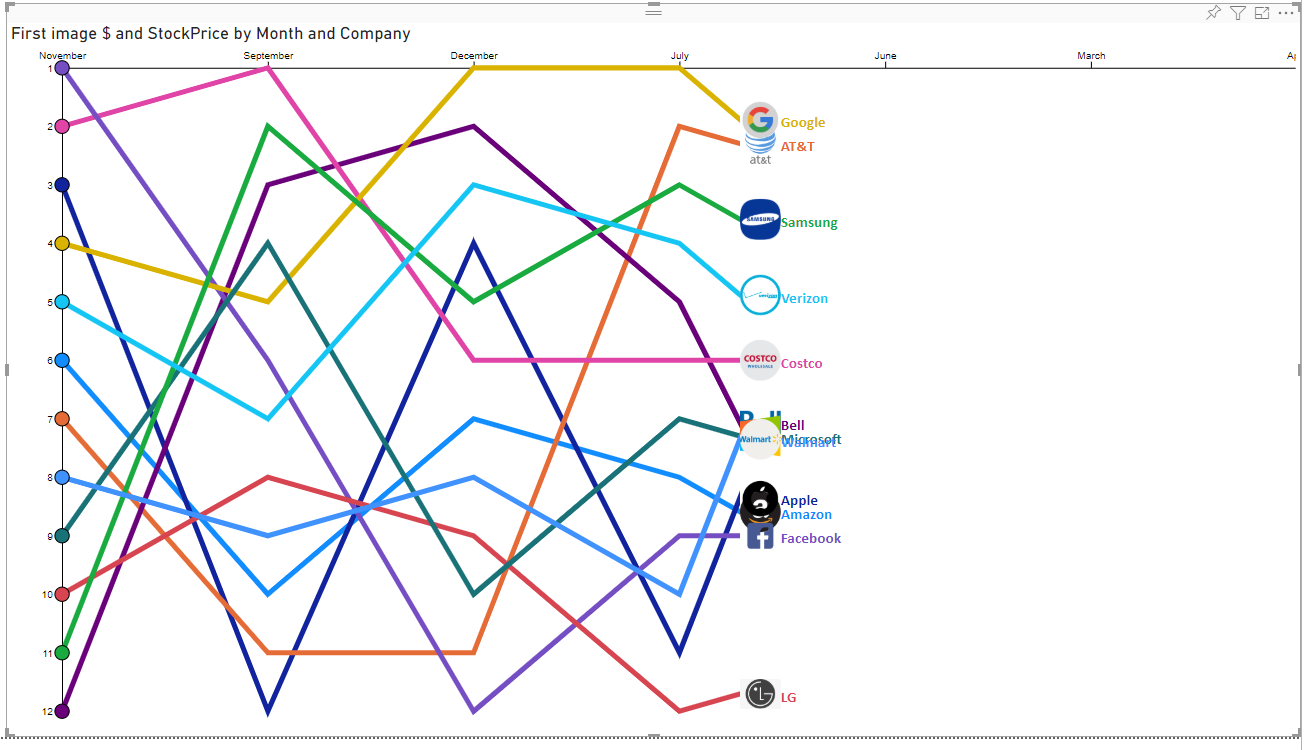 First image $ and StockPrice by Month and Company
November September December July June March
1
2
3
4
5
6
7
8
9
10
11
12
Google
AT&T
at&t
SAMSUNG
Samsung
verizon
Verizon
COSTCO
WHOLESALE
Costco
Bell
Microsoft
Walmart
Walmart
Apple
Amazon
Facebook
LG